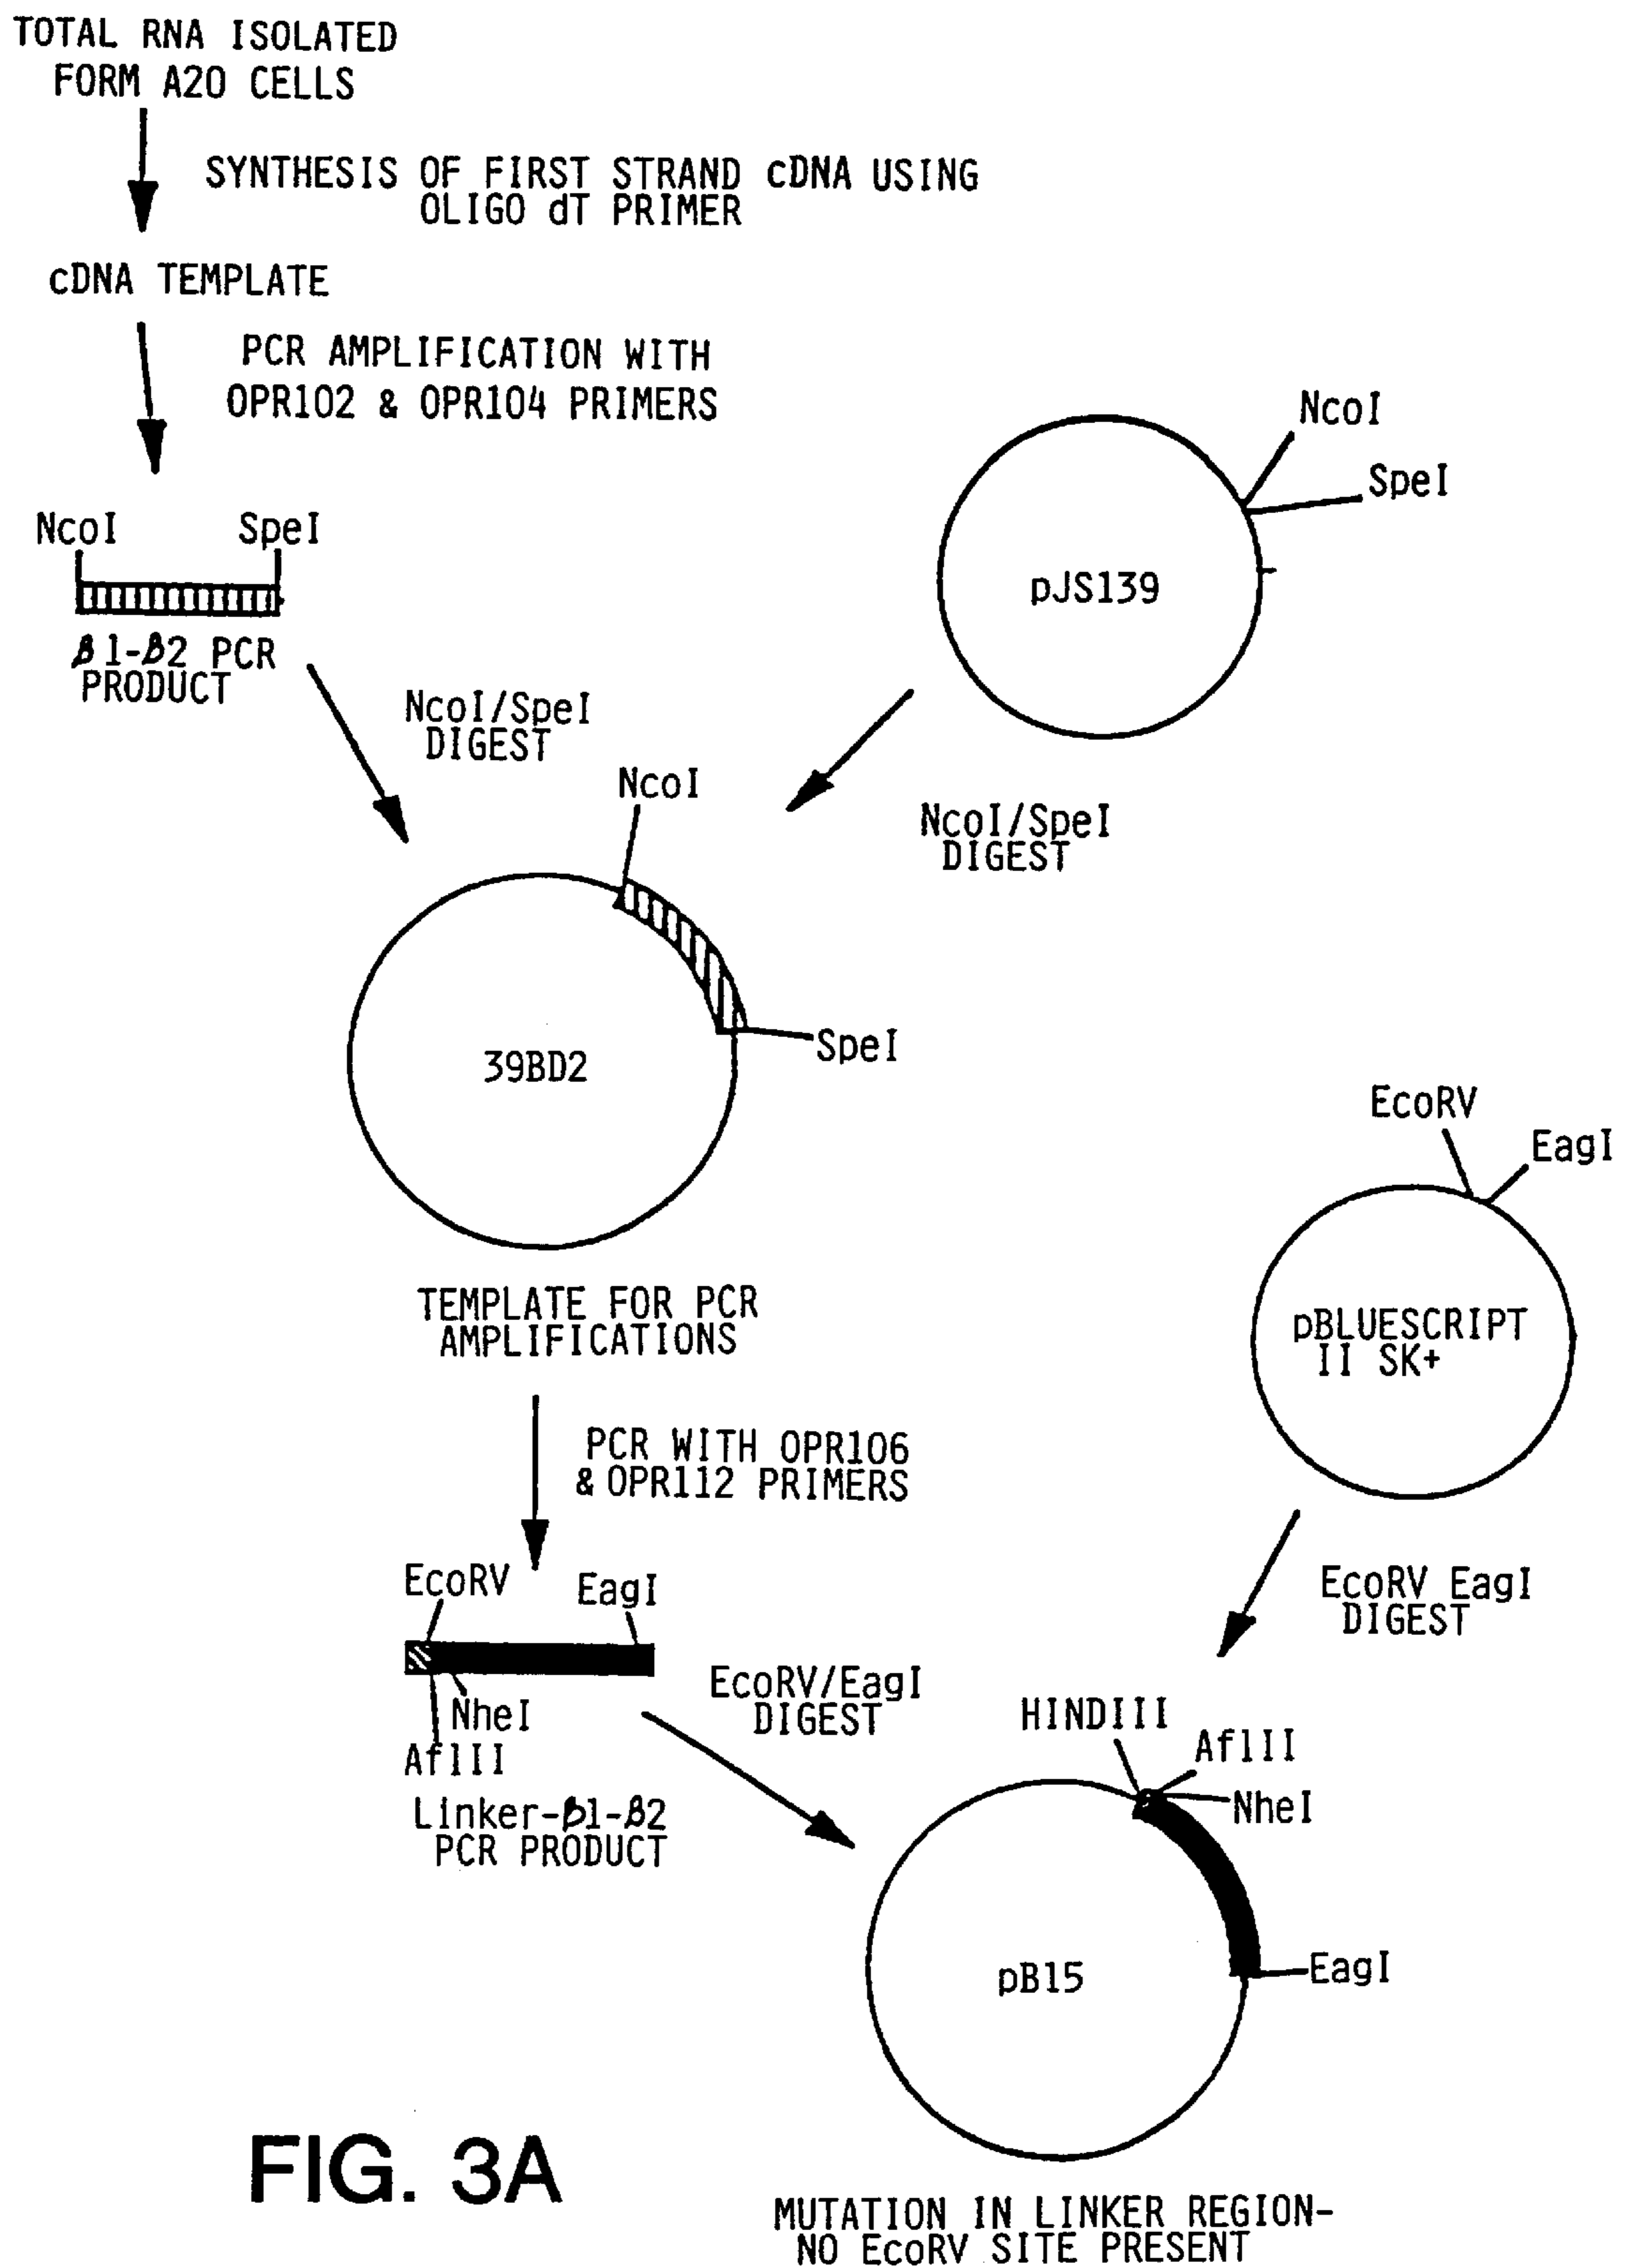 TOTAL RNA ISOLATED
FORM A20 CELLS
SYNTHESIS OF FIRST STRAND cDNA USING
OLIGO dT PRIMER
cDNA TEMPLATE
PCR AMPLIFICATION WITH
OPR102 & OPR104 PRIMERS
NcoI
SpeI
β1-β2 PCR
PRODUCT
NcoI
SpeI
pJS139
NcoI/SpeI
DIGEST
NcoI/SpeI
DIGEST
NcoI
SpeI
39BD2
TEMPLATE FOR PCR
AMPLIFICATIONS
EcoRV
EagI
pBLUESCRIPT
II SK+
PCR WITH OPR106
& OPR112 PRIMERS
EcoRV EagI
DIGEST
EcoRV
EagI
NheI
AflII
Linker-β1-β2
PCR PRODUCT
EcoRV/EagI
DIGEST
HINDIII
AflII
NheI
EagI
pB15
MUTATION IN LINKER REGION-
NO EcoRV SITE PRESENT
FIG. 3A